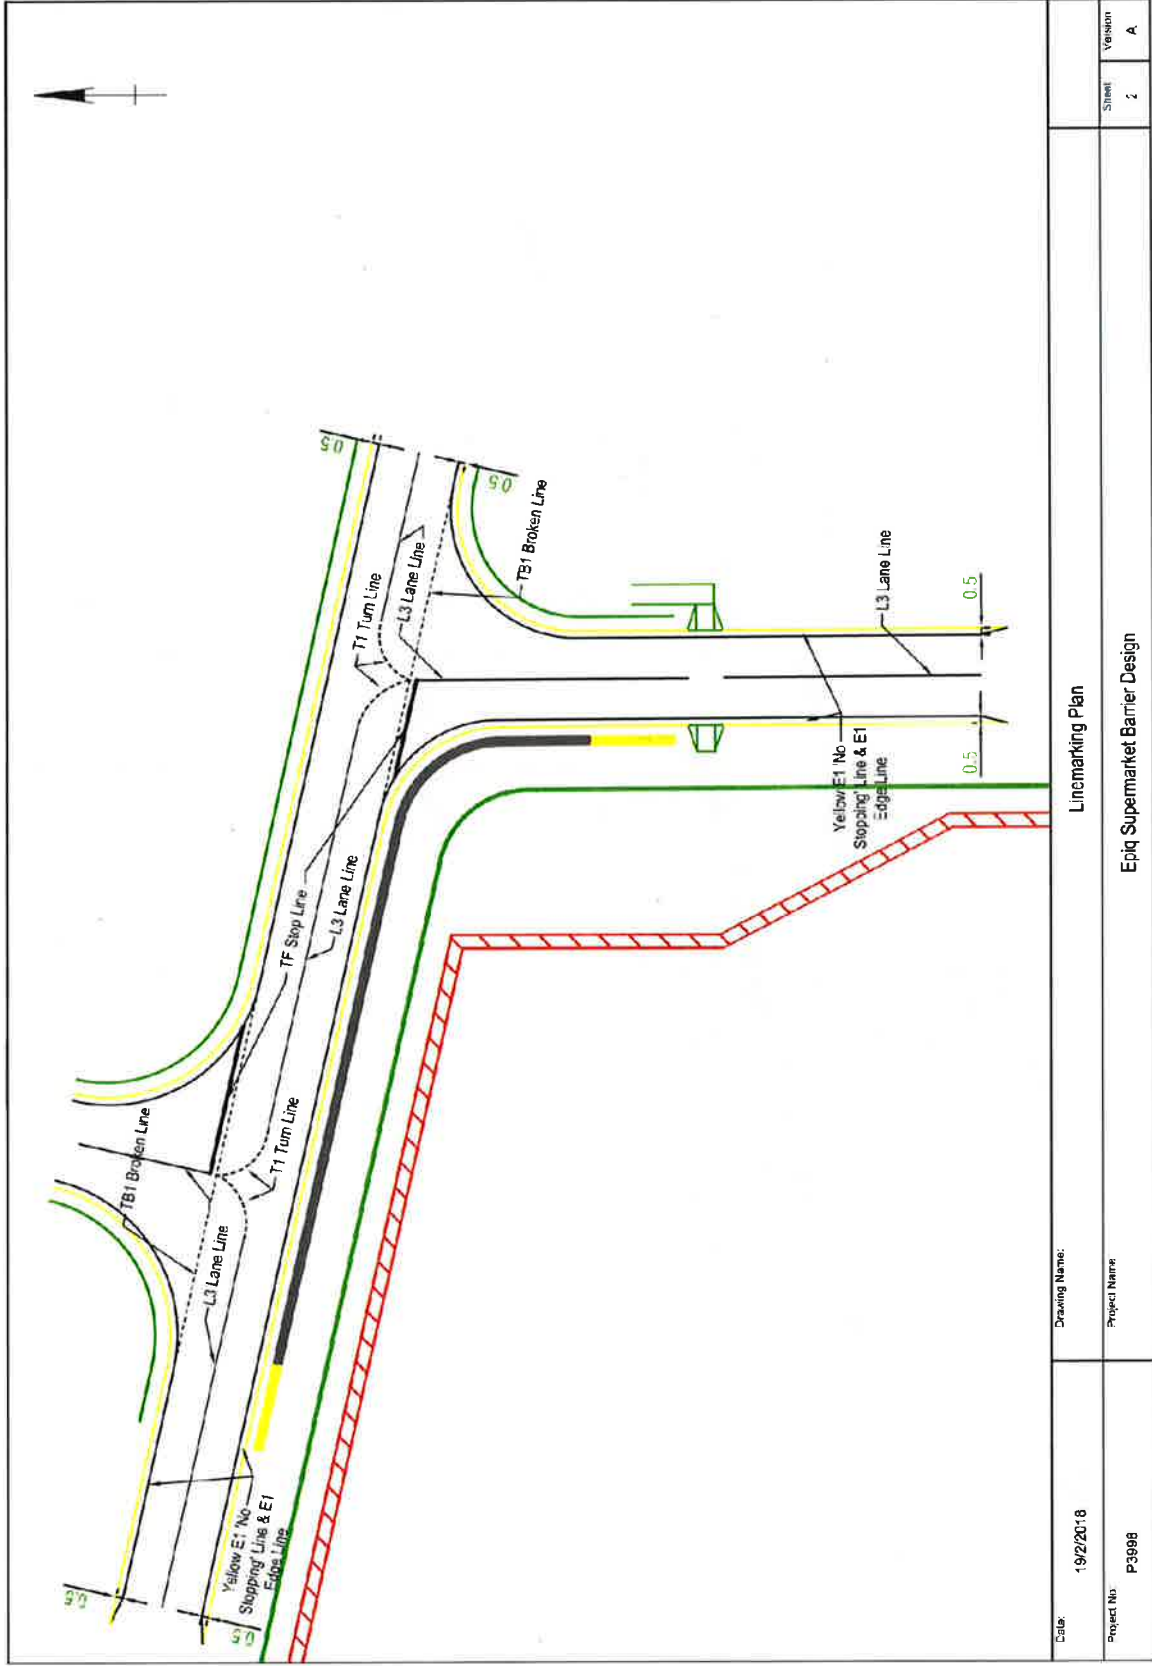 0.5
0.5
T1 Turn Line
L3 Lane Line
TB1 Broken Line
TF Stop Line
L3 Lane Line
TB1 Broken Line
T1 Turn Line
L3 Lane Line
Yellow E1 'No
Stopping' Line & E1
Edge Line
0.5
0.5
L3 Lane Line
0.5
0.5
Yellow E1 'No
Stopping' Line & E1
Edge Line
Date:
19/2/2018
Drawing Name:
Linemarking Plan
Project No:
P3998
Project Name
Epiq Supermarket Barrier Design
Sheet
2
Version
A